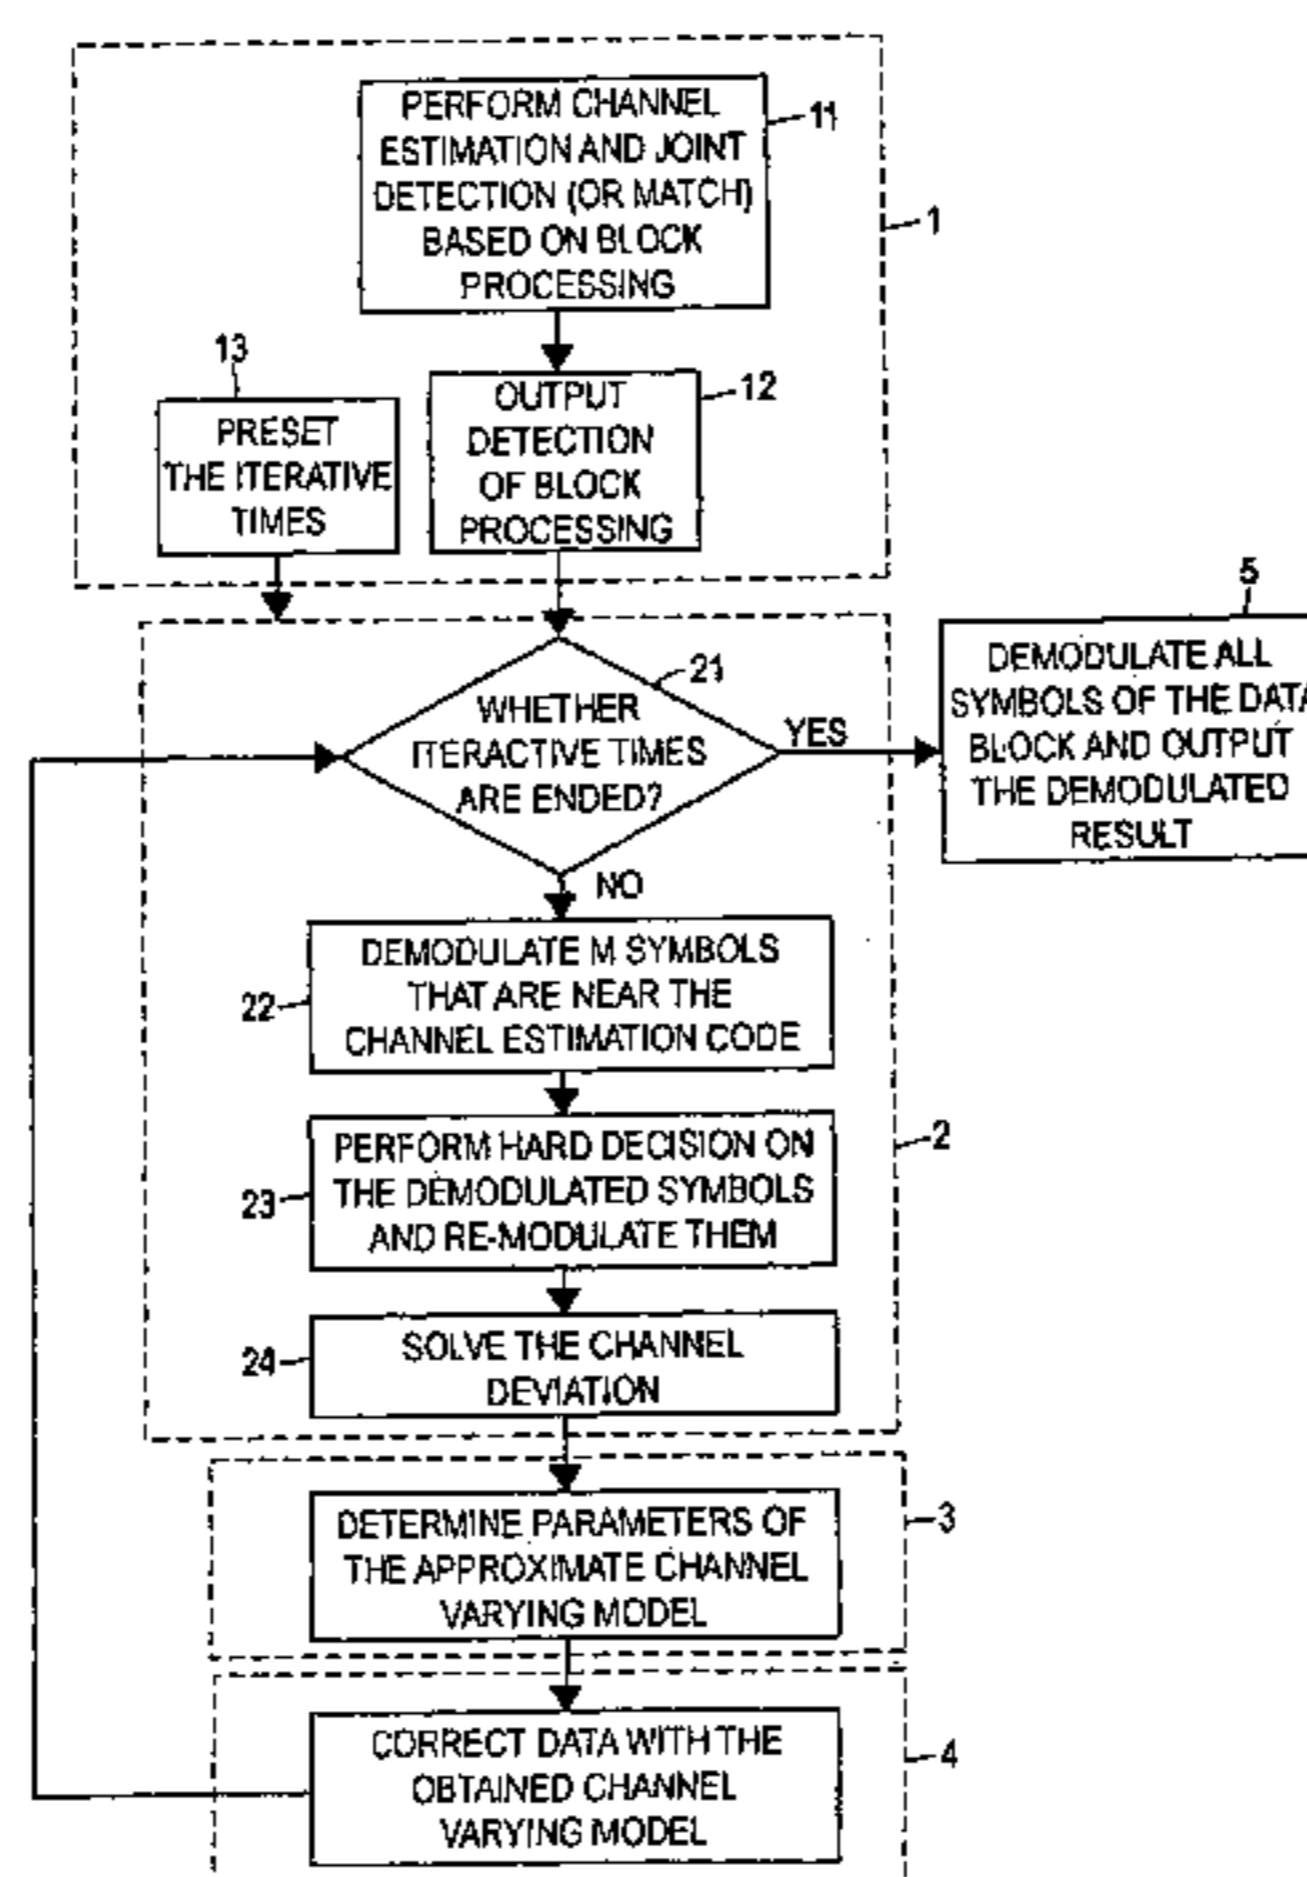 PERFORM CHANNEL
ESTIMATION AND JOINT
DETECTION (OR MATCH)
BASED ON BLOCK
PROCESSING
11
1
13
PRESET
THE ITERATIVE
TIMES
OUTPUT
DETECTION
OF BLOCK
PROCESSING
12
5
DEMODULATE ALL
SYMBOLS OF THE DATA
BLOCK AND OUTPUT
THE DEMODULATED
RESULT
21
WHETHER
ITERACTIVE TIMES
ARE ENDED?
YES
NO
DEMODULATE M SYMBOLS
THAT ARE NEAR THE
CHANNEL ESTIMATION CODE
22
2
PERFORM HARD DECISION ON
THE DEMODULATED SYMBOLS
AND RE-MODULATE THEM
23
SOLVE THE CHANNEL
DEVIATION
24
DETERMINE PARAMETERS OF
THE APPROXIMATE CHANNEL
VARYING MODEL
3
CORRECT DATA WITH THE
OBTAINED CHANNEL
VARYING MODEL
4